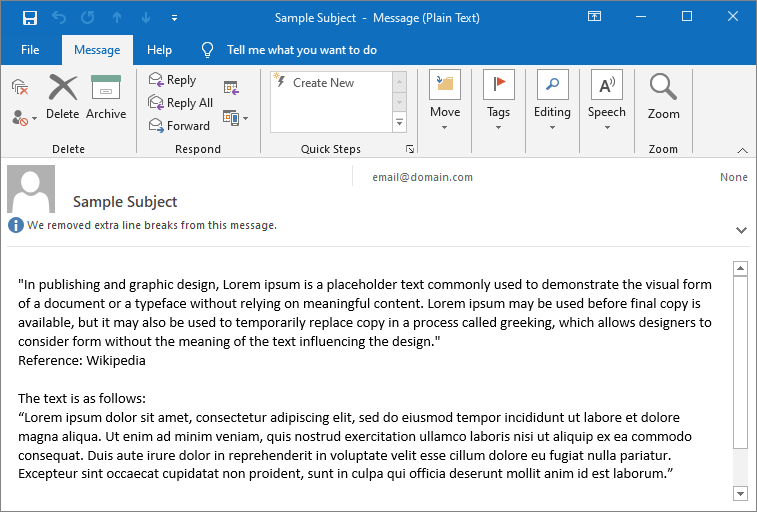 Sample Subject - Message (Plain Text)
File Message Help Tell me what you want to do
Delete Archive
Reply
Reply All
Forward
Create New
Move Tags Editing Speech Zoom
Delete Respond Quick Steps Zoom
email@domain.com None
Sample Subject
We removed extra line breaks from this message.
"In publishing and graphic design, Lorem ipsum is a placeholder text commonly used to demonstrate the visual form
of a document or a typeface without relying on meaningful content. Lorem ipsum may be used before final copy is
available, but it may also be used to temporarily replace copy in a process called greeking, which allows designers to
consider form without the meaning of the text influencing the design."
Reference: Wikipedia
The text is as follows:
“Lorem ipsum dolor sit amet, consectetur adipiscing elit, sed do eiusmod tempor incididunt ut labore et dolore
magna aliqua. Ut enim ad minim veniam, quis nostrud exercitation ullamco laboris nisi ut aliquip ex ea commodo
consequat. Duis aute irure dolor in reprehenderit in voluptate velit esse cillum dolore eu fugiat nulla pariatur.
Excepteur sint occaecat cupidatat non proident, sunt in culpa qui officia deserunt mollit anim id est laborum.”